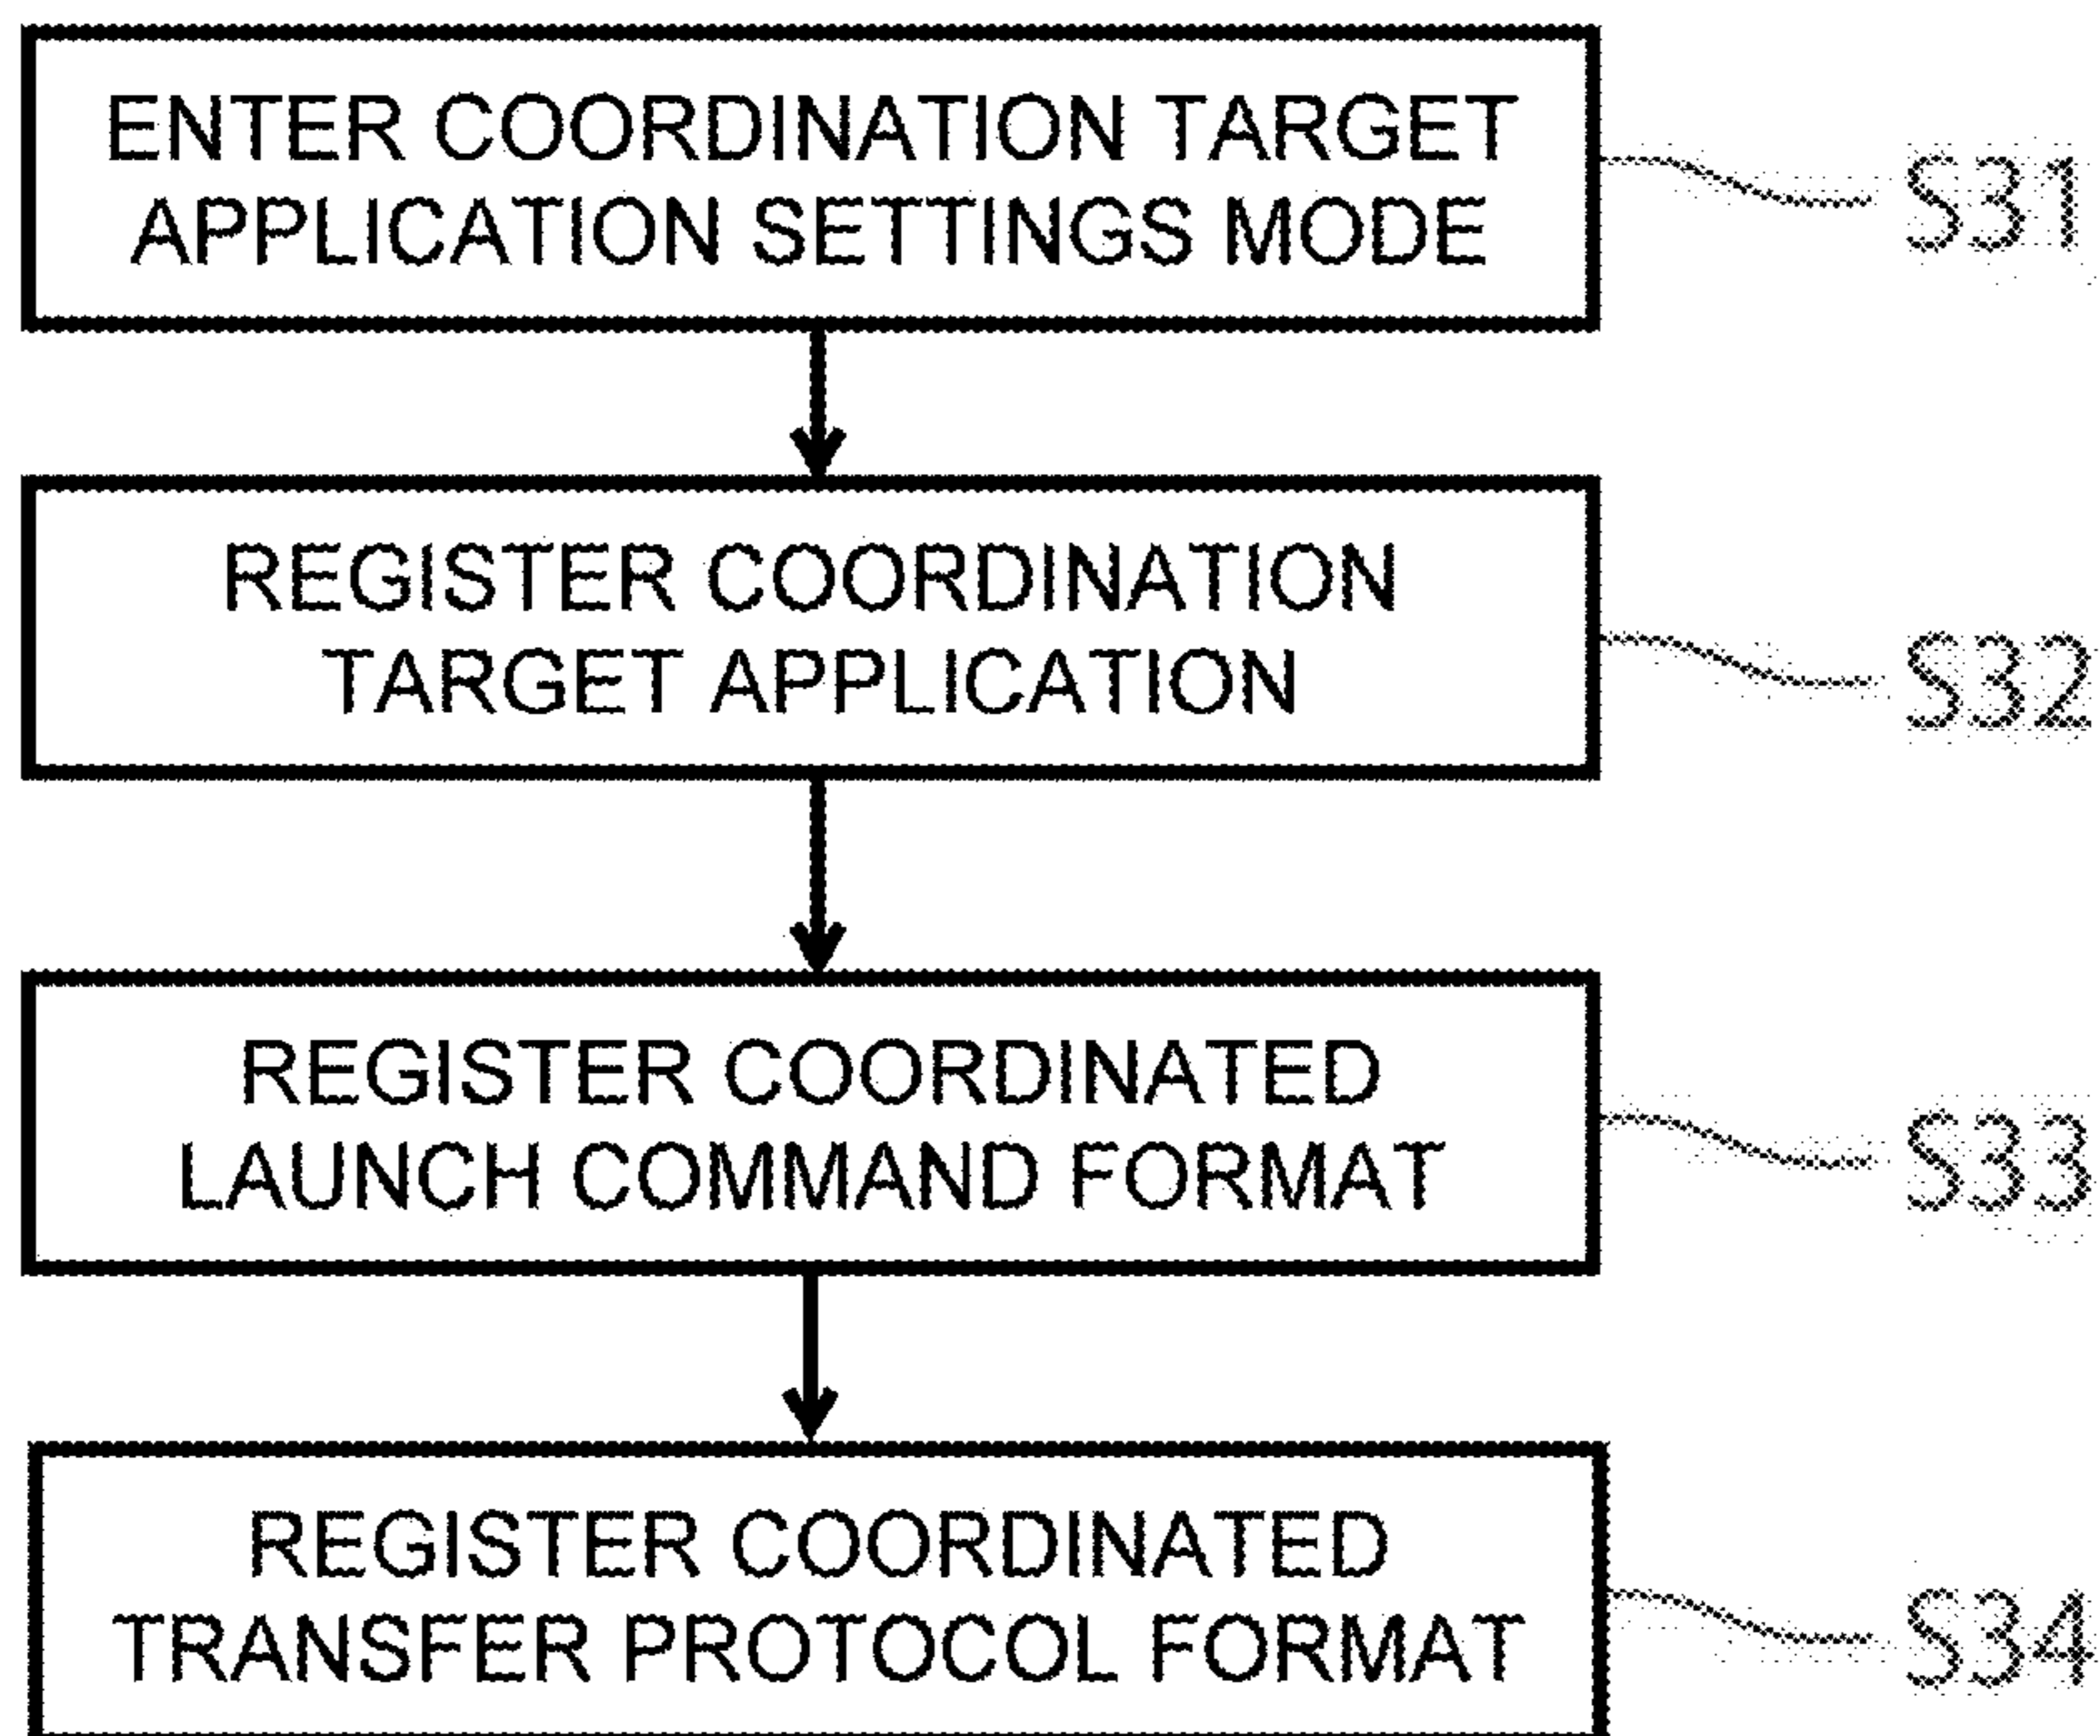 ENTER COORDINATION TARGET
APPLICATION SETTINGS MODE
S31
REGISTER COORDINATION
TARGET APPLICATION
S32
REGISTER COORDINATED
LAUNCH COMMAND FORMAT
S33
REGISTER COORDINATED
TRANSFER PROTOCOL FORMAT
S34